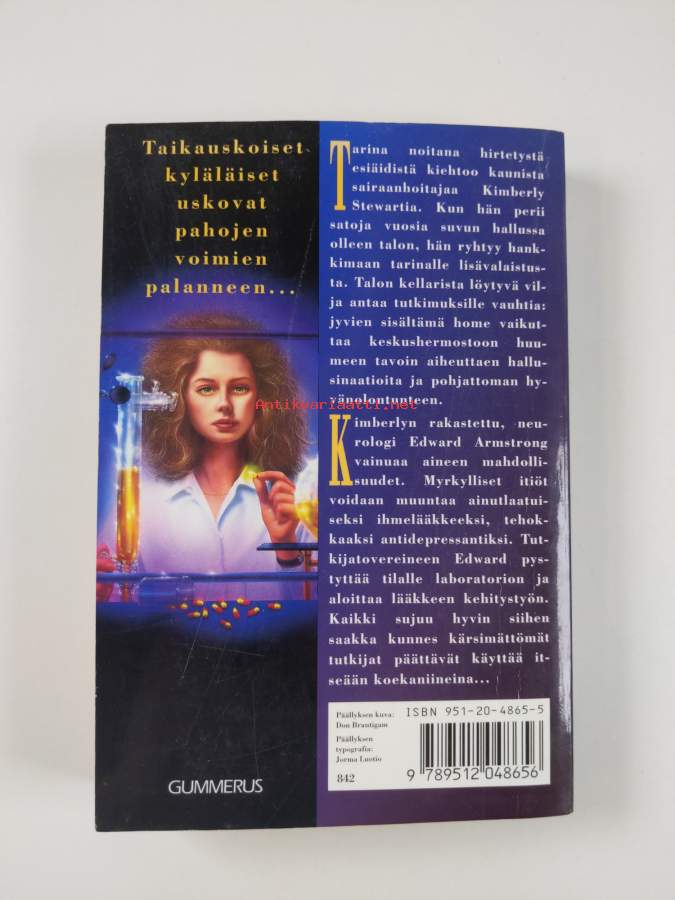 Taikauskoiset
kyläläiset
uskovat
pahojen
voimien
palanneen...
Tarina noitana hirtetystä
esiäidistä kiehtoo kaunista
sairaanhoitajaa Kimberly
Stewartia. Kun hän perii
satoja vuosia suvun hallussa
olleen talon, hän ryhtyy hank-
kimaan tarinalle lisävalaistus-
ta. Talon kellarista löytyvä vil-
ja antaa tutkimuksille vauhtia:
jyvien sisältämä home vaikut-
taa keskushermostoon huu-
meen tavoin aiheuttaen hallu-
sinaatioita ja pohjattoman hy-
vänolontunteen.
Antikvariaatti.net
Kimberlyn rakastettu, neu-
rologi Edward Armstrong
vainuaa aineen mahdolli-
suudet. Myrkylliset itiöt
voidaan muuntaa ainutlaatui-
seksi ihmelääkkeeksi, tehok-
kaaksi antidepressantiksi. Tut-
kijatovereineen Edward pys-
tyttää tilalle laboratorion ja
aloittaa lääkkeen kehitystyön.
Kaikki sujuu hyvin siihen
saakka kunnes kärsimättömät
tutkijat päättävät käyttää it-
seään koekaniineina...
Päällyksen kuva:
Don Brautigam
Päällyksen
typografia:
Jorma Luotio
842
ISBN 951-20-4865-5
9 789512 048656
GUMMERUS